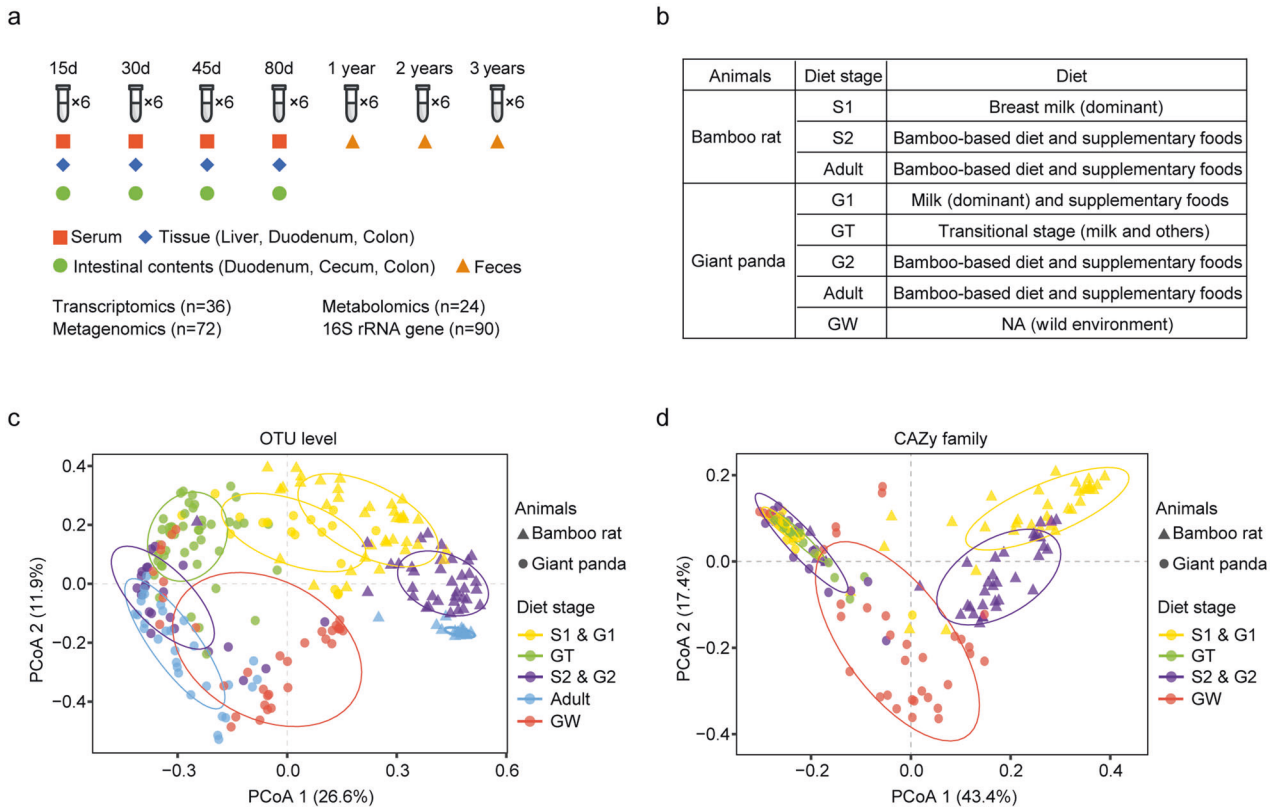 a
15d 30d 45d 80d 1 year 2 years 3 years
×6 ×6 ×6 ×6 ×6 ×6 ×6
Serum Tissue (Liver, Duodenum, Colon)
Intestinal contents (Duodenum, Cecum, Colon) Feces
Transcriptomics (n=36) Metabolomics (n=24)
Metagenomics (n=72) 16S rRNA gene (n=90)
b
Animals Diet stage Diet
Bamboo rat
S1 Breast milk (dominant)
S2 Bamboo-based diet and supplementary foods
Adult Bamboo-based diet and supplementary foods
Giant panda
G1 Milk (dominant) and supplementary foods
GT Transitional stage (milk and others)
G2 Bamboo-based diet and supplementary foods
Adult Bamboo-based diet and supplementary foods
GW NA (wild environment)
c
OTU level
PCoA 2 (11.9%)
0.4
0.2
0.0
−0.2
−0.4
−0.3 0.0 0.3 0.6
PCoA 1 (26.6%)
Animals
Bamboo rat
Giant panda
Diet stage
S1 & G1
GT
S2 & G2
Adult
GW
d
CAZy family
PCoA 2 (17.4%)
0.2
0.0
−0.2
−0.4
−0.2 0.0 0.2 0.4
PCoA 1 (43.4%)
Animals
Bamboo rat
Giant panda
Diet stage
S1 & G1
GT
S2 & G2
GW